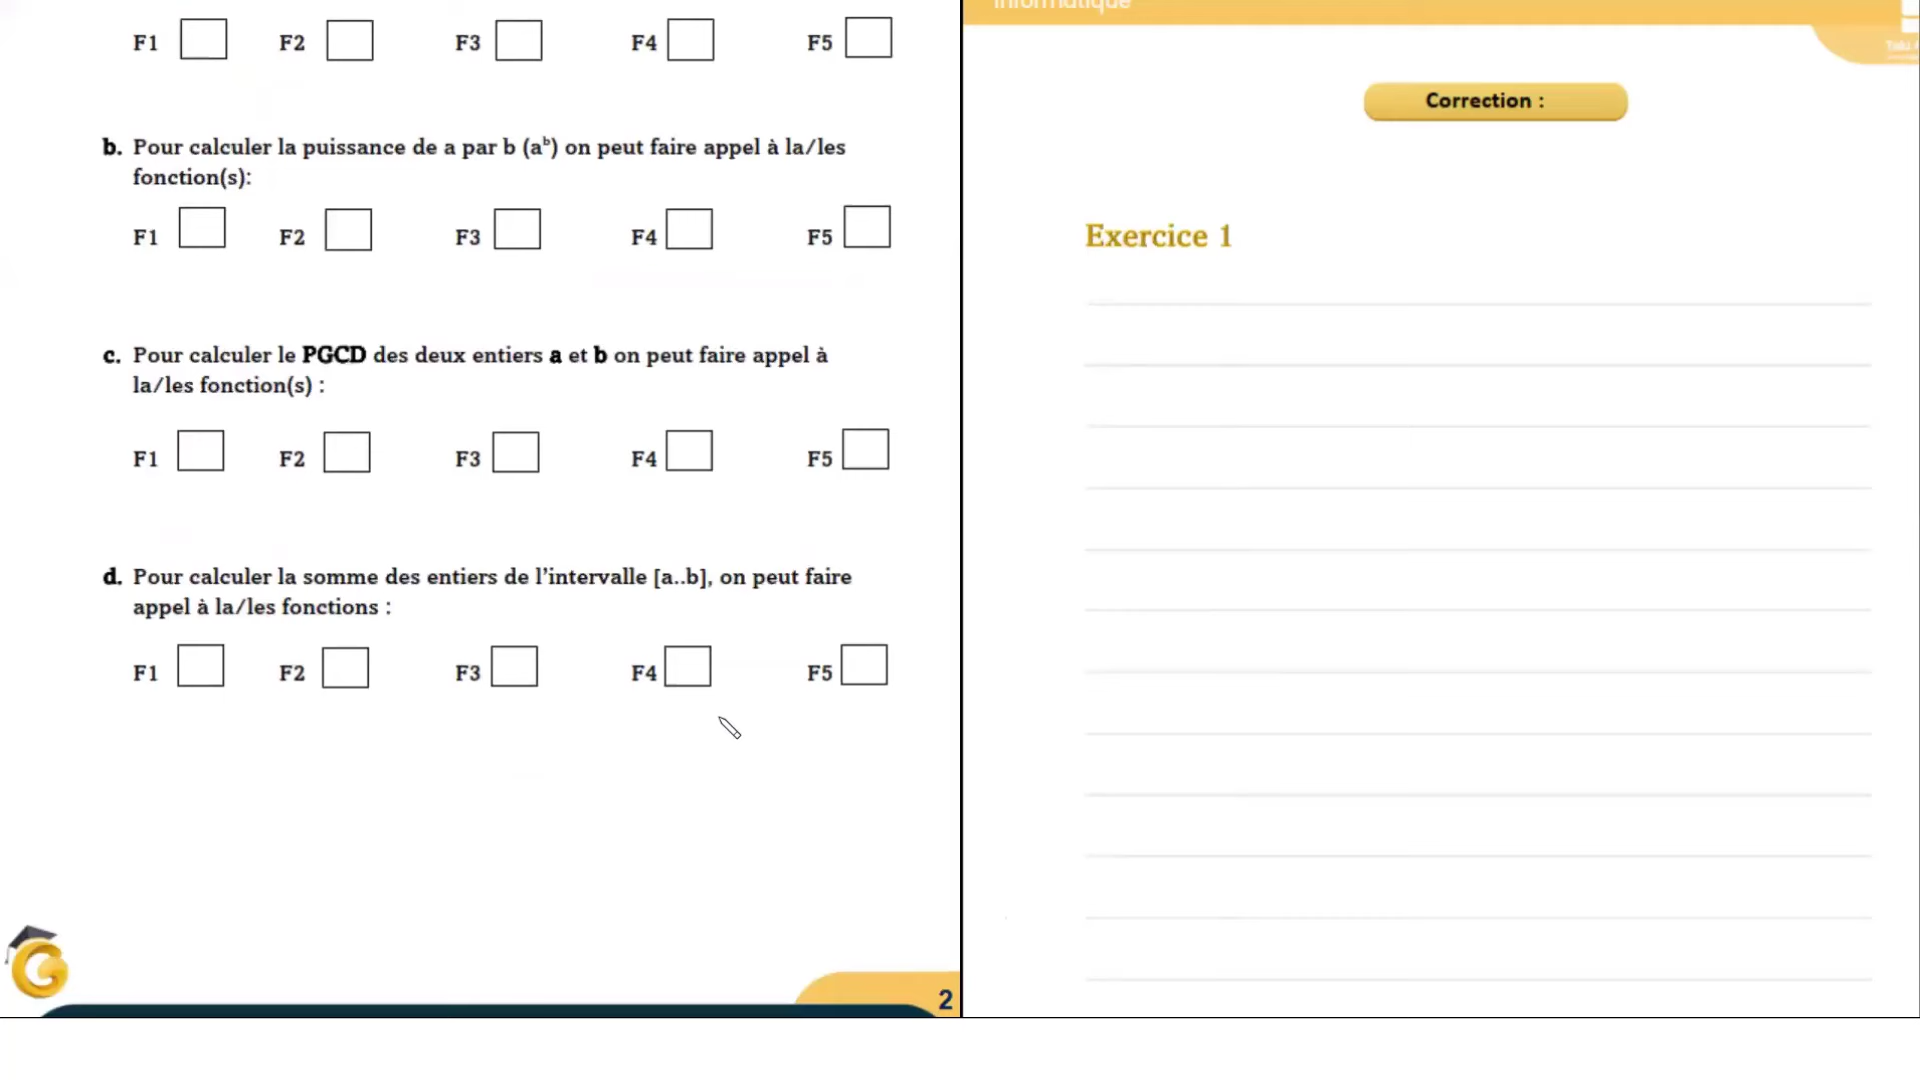 F1 F2 F3 F4 F5
b. Pour calculer la puissance de a par b (aᵇ) on peut faire appel à la/les
fonction(s):
F1 F2 F3 F4 F5
c. Pour calculer le PGCD des deux entiers a et b on peut faire appel à
la/les fonction(s) :
F1 F2 F3 F4 F5
d. Pour calculer la somme des entiers de l’intervalle [a..b], on peut faire
appel à la/les fonctions :
F1 F2 F3 F4 F5
2
Informatique
Correction :
Exercice 1